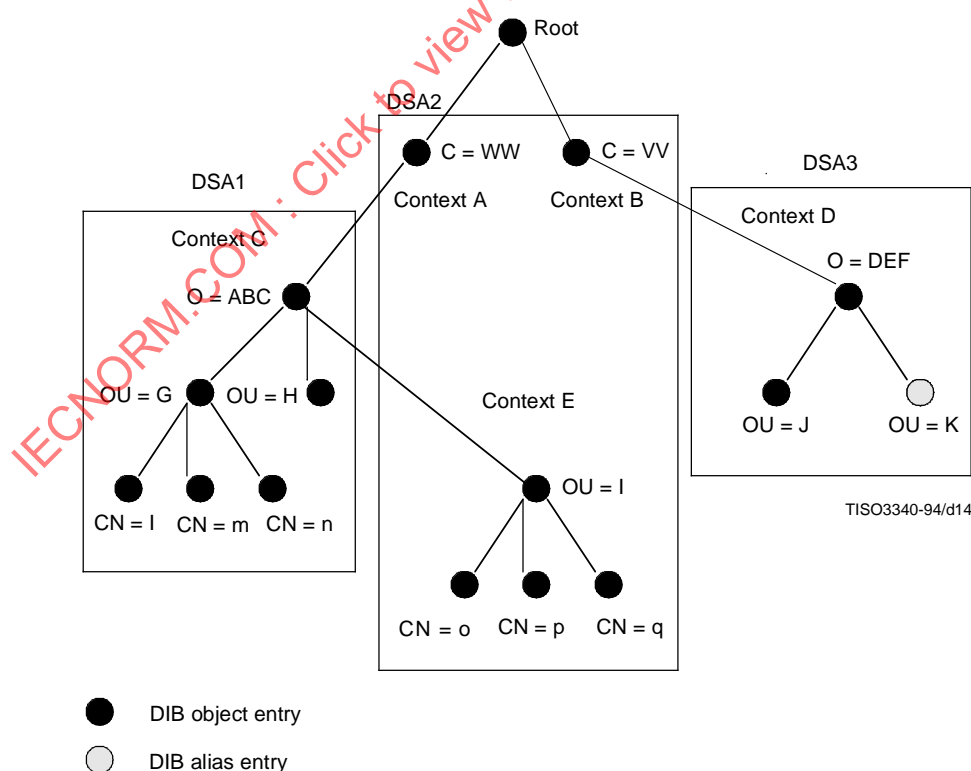 Root
DSA2
C = WW
C = VV
DSA3
DSA1
Context A
Context B
Context D
Context C
O = DEF
O = ABC
OU = G
OU = H
Context E
OU = J
OU = K
OU = I
TISO3340-94/d14
CN = l
CN = m
CN = n
CN = o
CN = p
CN = q
DIB object entry
DIB alias entry
IECNORM.COM : Click to view